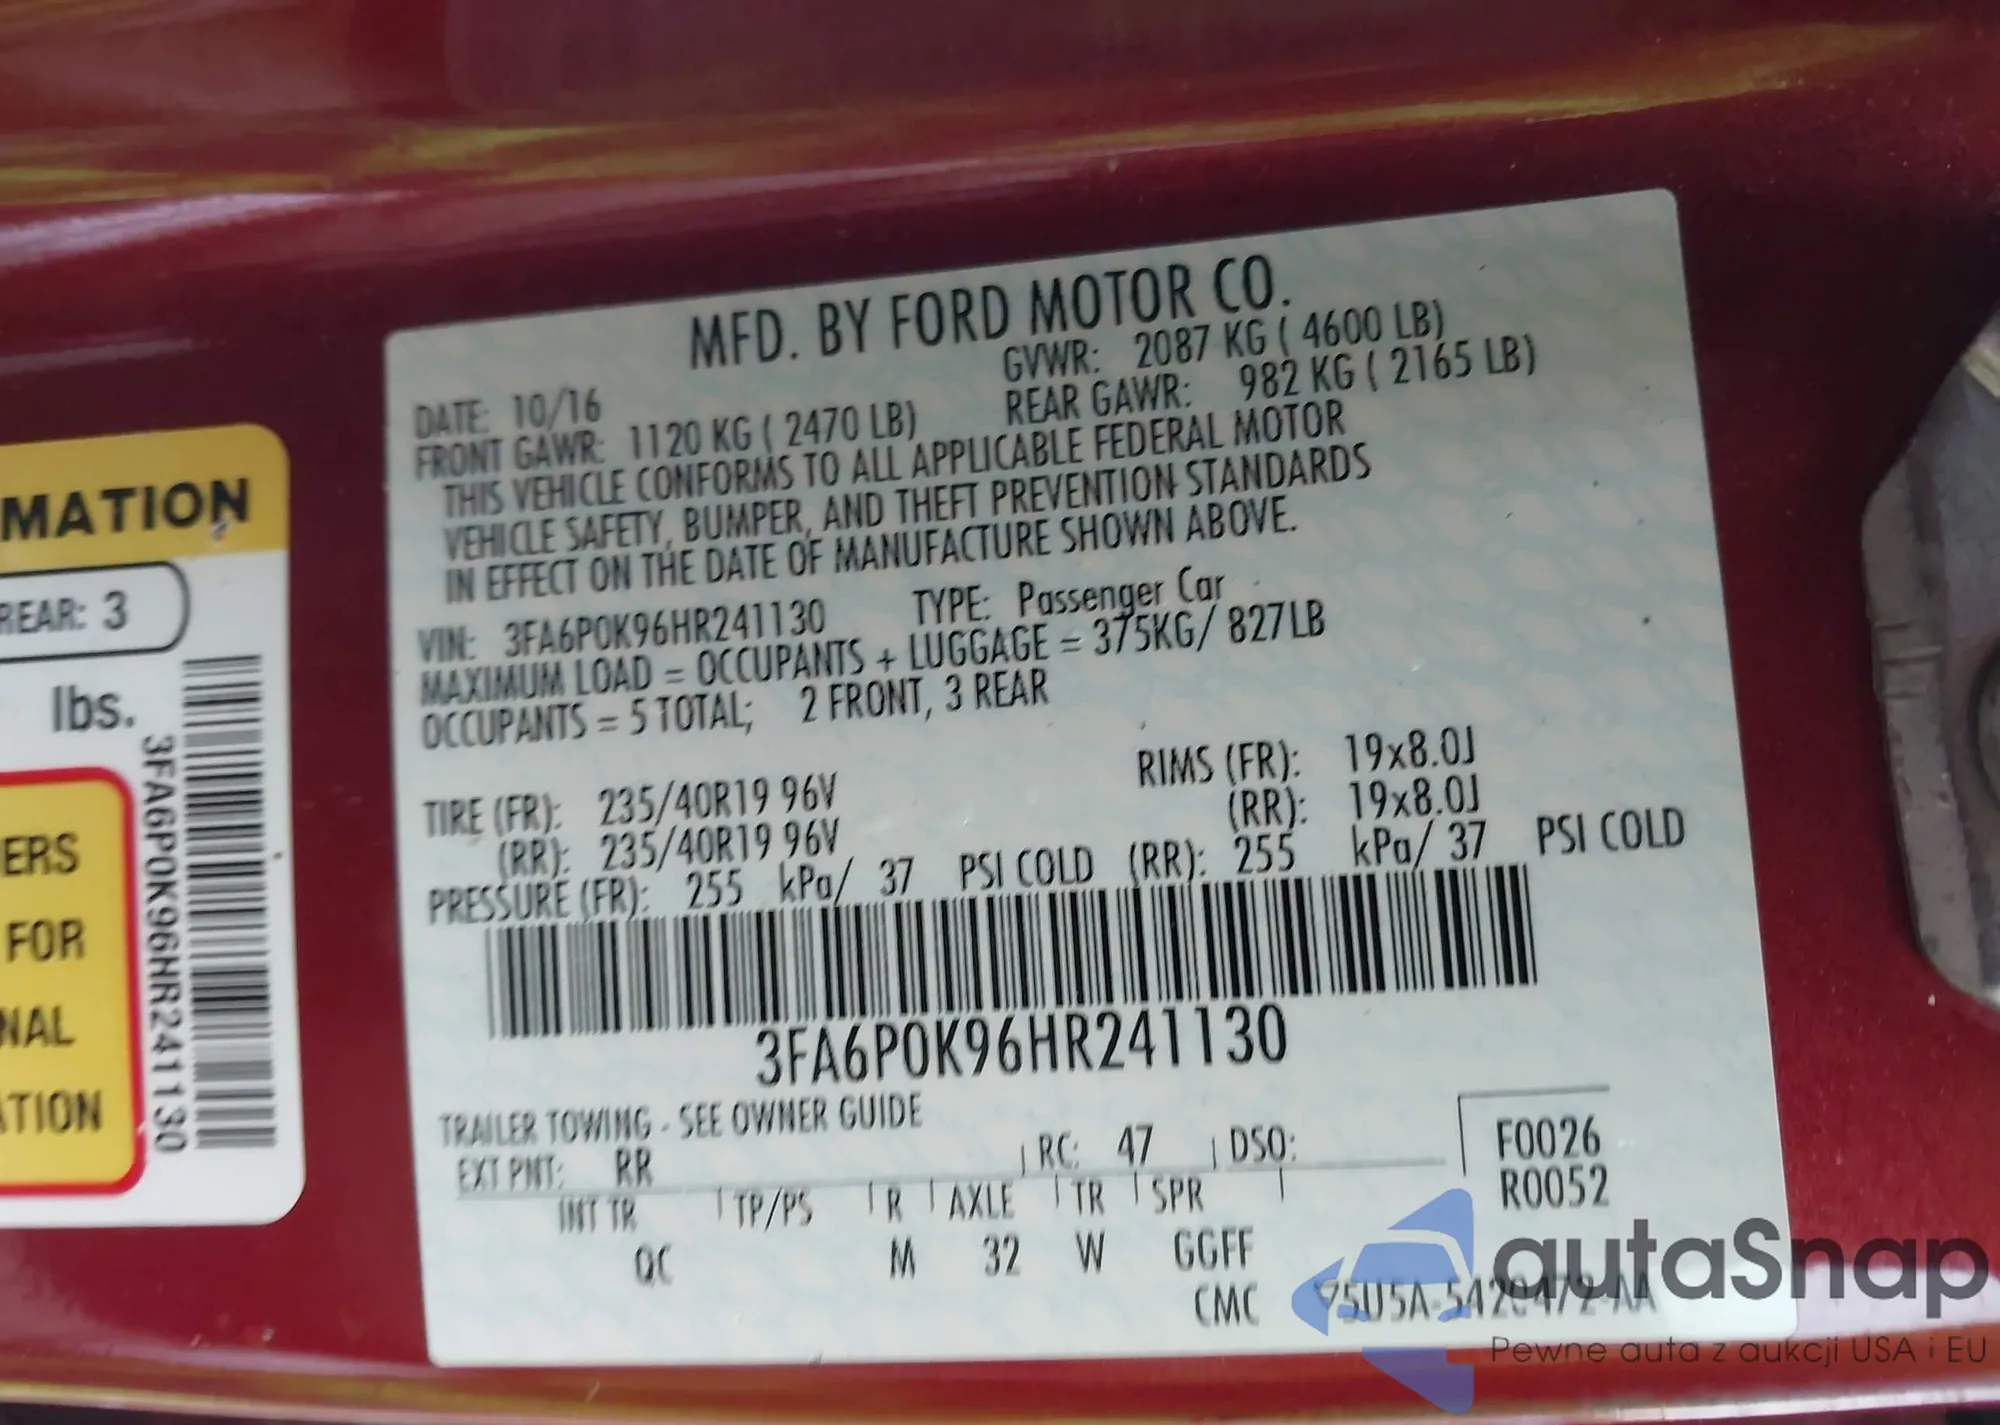 MATION
REAR: 3
lbs.
ERS
FOR
NAL
ATION
3FA6P0K96HR241130
MFD. BY FORD MOTOR CO.
DATE: 10/16 GVWR: 2087 KG ( 4600 LB)
FRONT GAWR: 1120 KG ( 2470 LB) REAR GAWR: 982 KG ( 2165 LB)
THIS VEHICLE CONFORMS TO ALL APPLICABLE FEDERAL MOTOR
VEHICLE SAFETY, BUMPER, AND THEFT PREVENTION STANDARDS
IN EFFECT ON THE DATE OF MANUFACTURE SHOWN ABOVE.
VIN: 3FA6P0K96HR241130 TYPE: Passenger Car
MAXIMUM LOAD = OCCUPANTS + LUGGAGE = 375KG/ 827LB
OCCUPANTS = 5 TOTAL; 2 FRONT, 3 REAR
TIRE (FR): 235/40R19 96V RIMS (FR): 19x8.0J
(RR): 235/40R19 96V (RR): 19x8.0J
PRESSURE (FR): 255 kPa/ 37 PSI COLD (RR): 255 kPa/ 37 PSI COLD
3FA6P0K96HR241130
TRAILER TOWING - SEE OWNER GUIDE
EXT PNT: RR RC: 47 DSO: F0026
R0052
INT TR TP/PS R AXLE TR SPR
QC M 32 W GGFF
CMC
autaSnap
Pewne auta z aukcji USA i EU